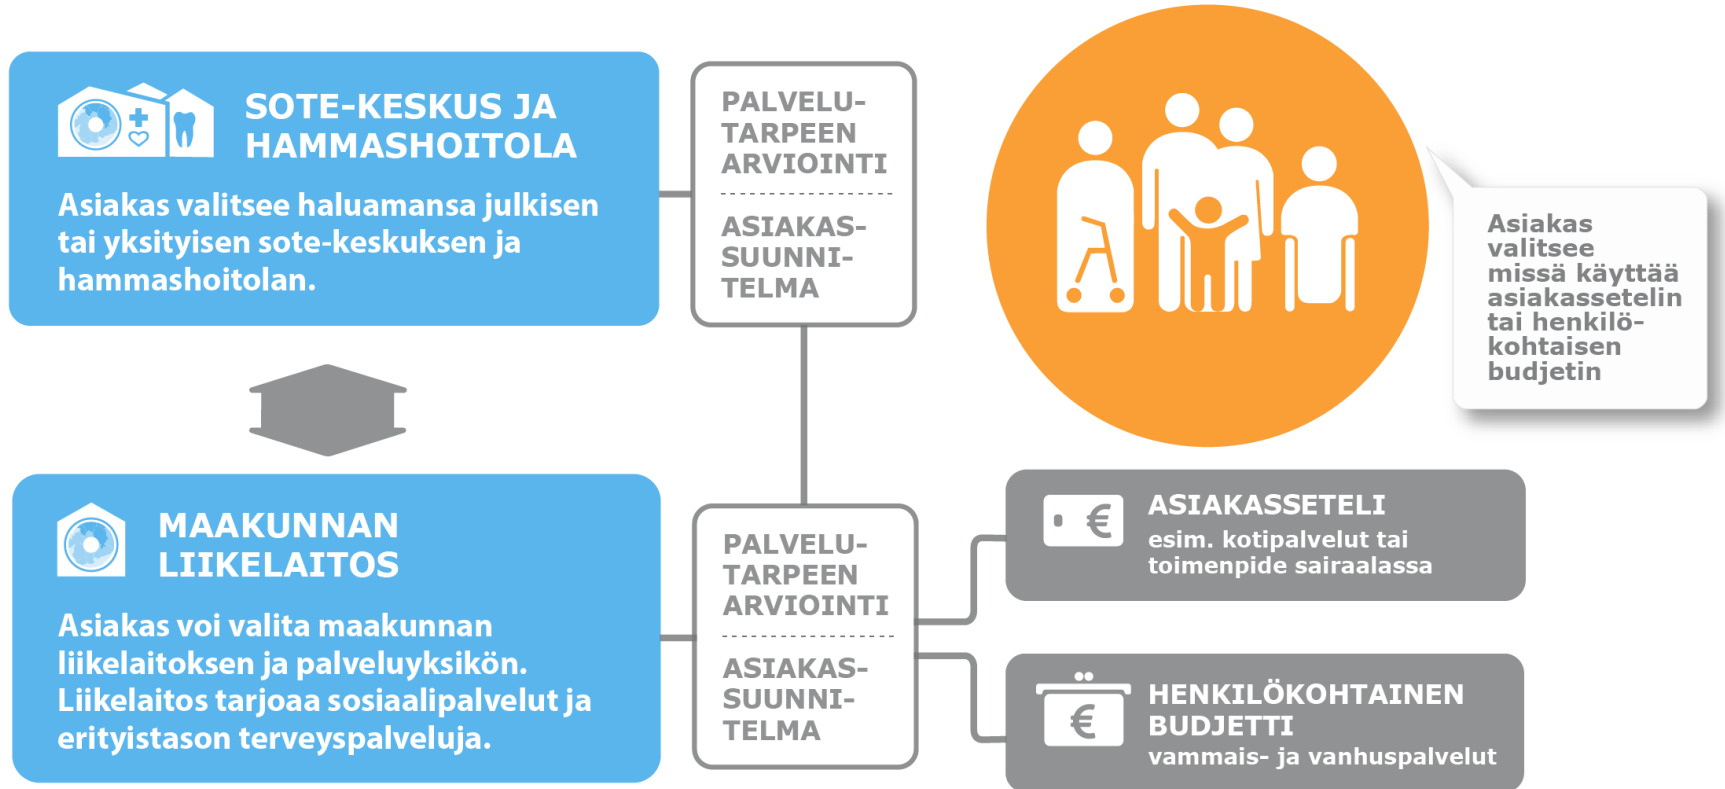 SOTE-KESKUS JA
HAMMASHOITOLA
Asiakas valitsee haluamansa julkisen
tai yksityisen sote-keskuksen ja
hammashoitolan.
PALVELU-
TARPEEN
ARVIOINTI
ASIAKAS-
SUUNNI-
TELMA
Asiakas
valitsee
missä käyttää
asiakassetelin
tai henkilö-
kohtaisen
budjetin
MAAKUNNAN
LIIKELAITOS
Asiakas voi valita maakunnan
liikelaitoksen ja palveluyksikön.
Liikelaitos tarjoaa sosiaalipalvelut ja
erityistason terveyspalveluja.
PALVELU-
TARPEEN
ARVIOINTI
ASIAKAS-
SUUNNI-
TELMA
€
ASIAKASSETELI
esim. kotipalvelut tai
toimenpide sairaalassa
€
HENKILÖKOHTAINEN
BUDJETTI
vammais- ja vanhuspalvelut